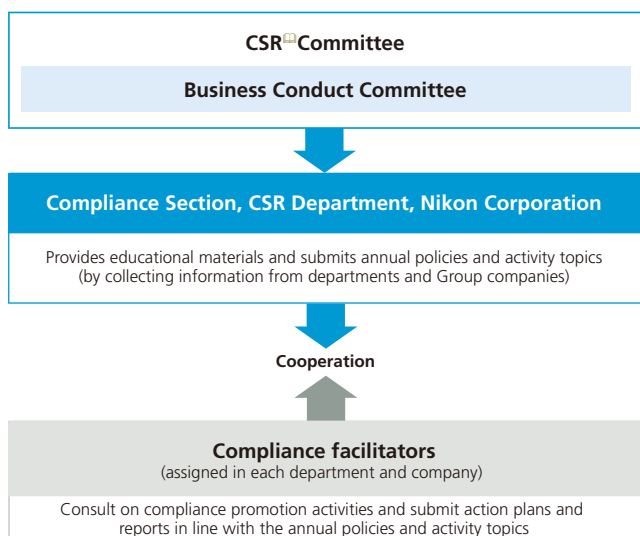 CSR Committee
Business Conduct Committee
Compliance Section, CSR Department, Nikon Corporation
Provides educational materials and submits annual policies and activity topics
(by collecting information from departments and Group companies)
Cooperation
Compliance facilitators
(assigned in each department and company)
Consult on compliance promotion activities and submit action plans and
reports in line with the annual policies and activity topics